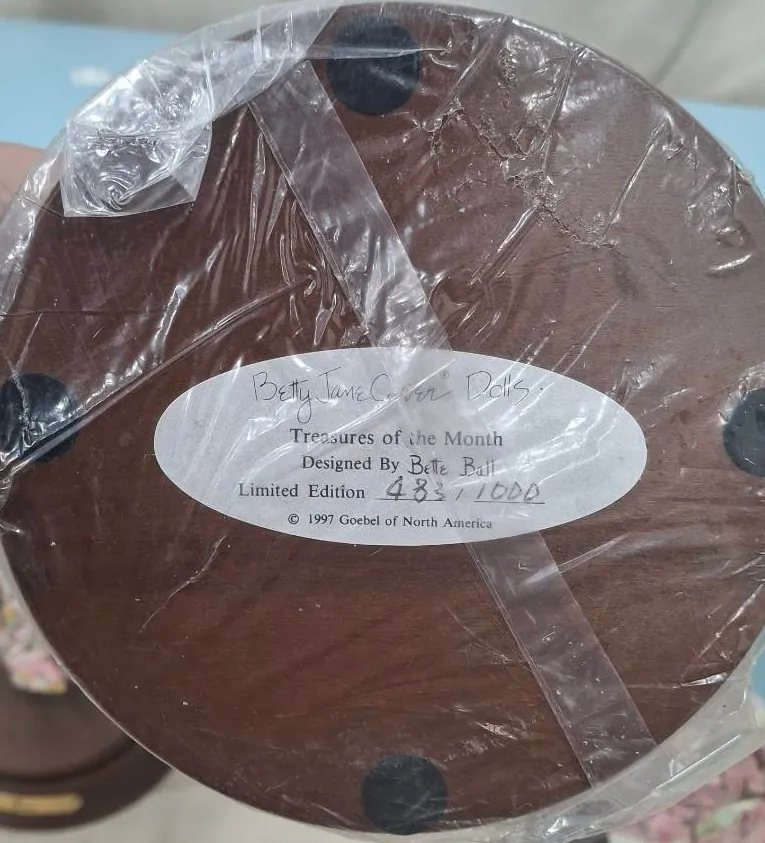 Betty Jane Carter® Dolls.
Treasures of the Month
Designed By Bette Ball
Limited Edition 483 / 1000
© 1997 Goebel of North America